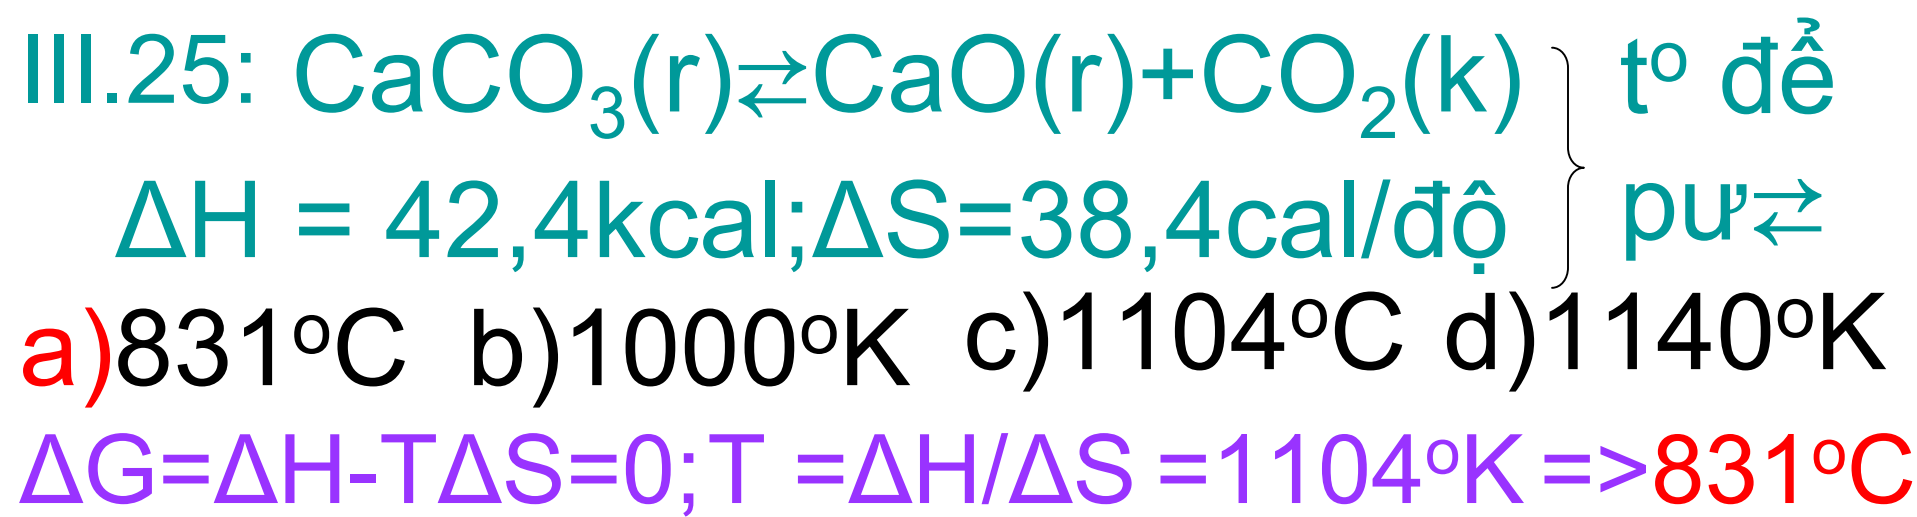 III.25: CaCO₃(r)⇄CaO(r)+CO₂(k) tº để
ΔH = 42,4kcal;ΔS=38,4cal/độ pư⇄
a)831ºC b)1000ºK c)1104ºC d)1140ºK
ΔG=ΔH-TΔS=0;T =ΔH/ΔS =1104ºK =>831ºC